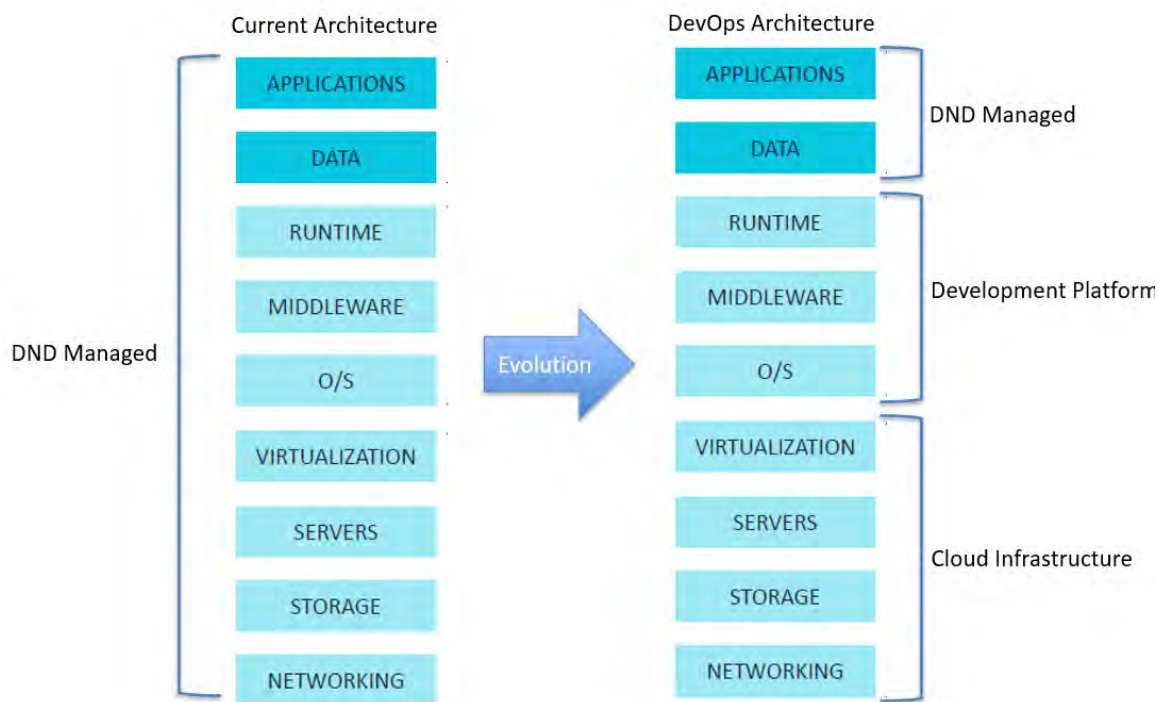 Current Architecture
APPLICATIONS
DATA
RUNTIME
MIDDLEWARE
O/S
VIRTUALIZATION
SERVERS
STORAGE
NETWORKING
DND Managed
Evolution
DevOps Architecture
APPLICATIONS
DATA
RUNTIME
MIDDLEWARE
O/S
VIRTUALIZATION
SERVERS
STORAGE
NETWORKING
DND Managed
Development Platform
Cloud Infrastructure